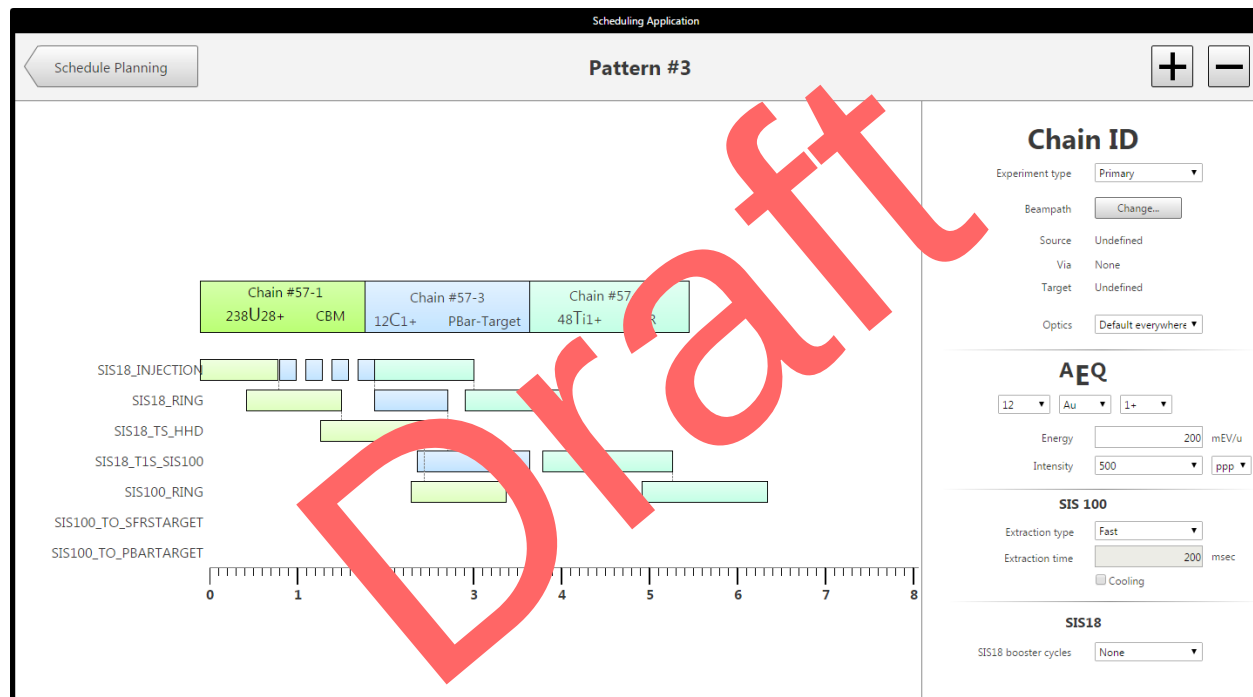 Scheduling Application
Schedule Planning
Pattern #3
+ −
Chain #57-1
238U28+ CBM
Chain #57-3
12C1+ PBar-Target
Chain #57
48Ti1+ R
SIS18_INJECTION
SIS18_RING
SIS18_TS_HHD
SIS18_T1S_SIS100
SIS100_RING
SIS100_TO_SFRSTARGET
SIS100_TO_PBARTARGET
0 1 3 4 5 6 7 8
Draft
Chain ID
Experiment type Primary
Beampath Change...
Source Undefined
Via None
Target Undefined
Optics Default everywhere
AEQ
12 Au 1+
Energy 200 mEV/u
Intensity 500 ppp
SIS 100
Extraction type Fast
Extraction time 200 msec
Cooling
SIS18
SIS18 booster cycles None